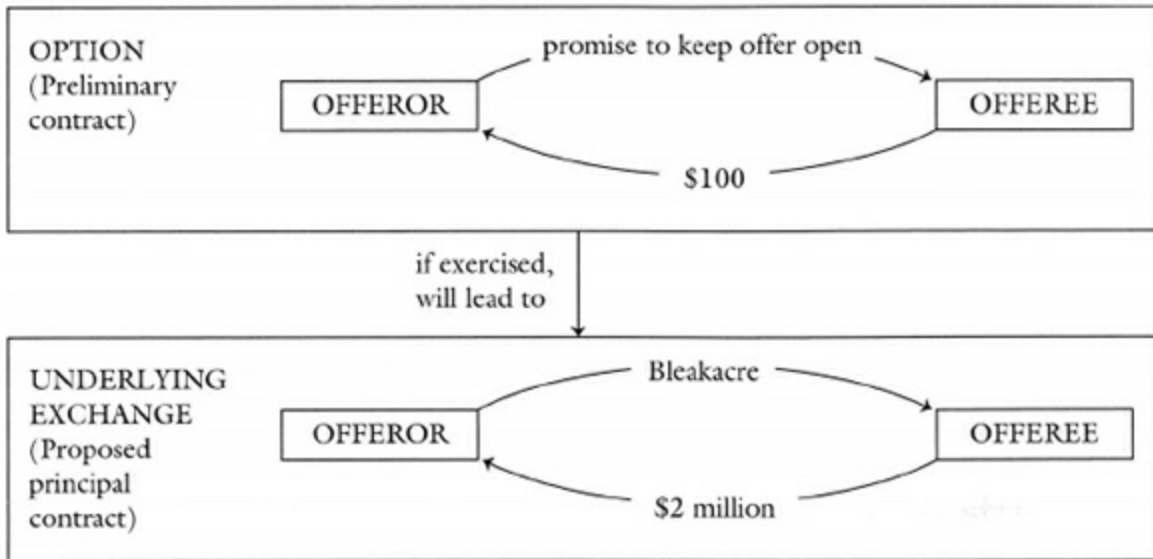 OPTION
(Preliminary
contract)
promise to keep offer open
OFFEROR
OFFEREE
$100
if exercised,
will lead to
UNDERLYING
EXCHANGE
(Proposed
principal
contract)
Bleakacre
OFFEROR
OFFEREE
$2 million